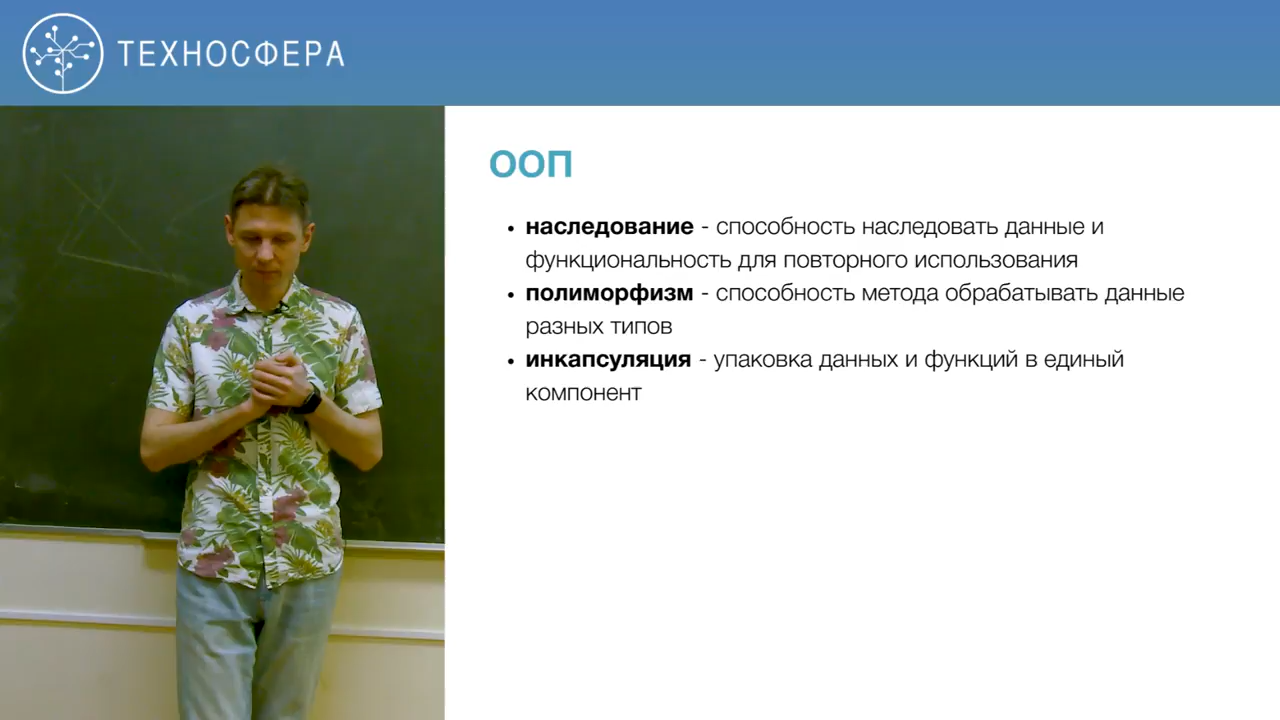 ТЕХНОСФЕРА
ООП
• наследование - способность наследовать данные и
функциональность для повторного использования
• полиморфизм - способность метода обрабатывать данные
разных типов
• инкапсуляция - упаковка данных и функций в единый
компонент